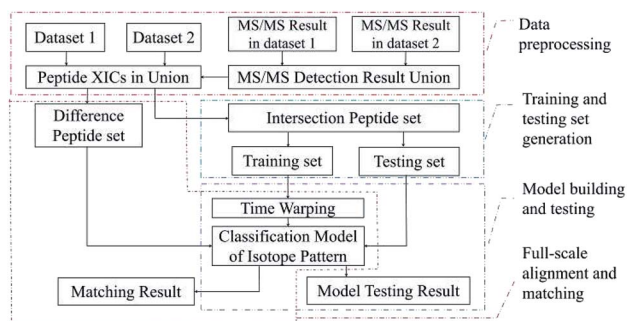 Dataset 1
Dataset 2
MS/MS Result
in dataset 1
MS/MS Result
in dataset 2
Data
preprocessing
Peptide XICs in Union
MS/MS Detection Result Union
Difference
Peptide set
Intersection Peptide set
Training set
Testing set
Training and
testing set
generation
Time Warping
Classification Model
of Isotope Pattern
Model building
and testing
Matching Result
Model Testing Result
Full-scale
alignment and
matching